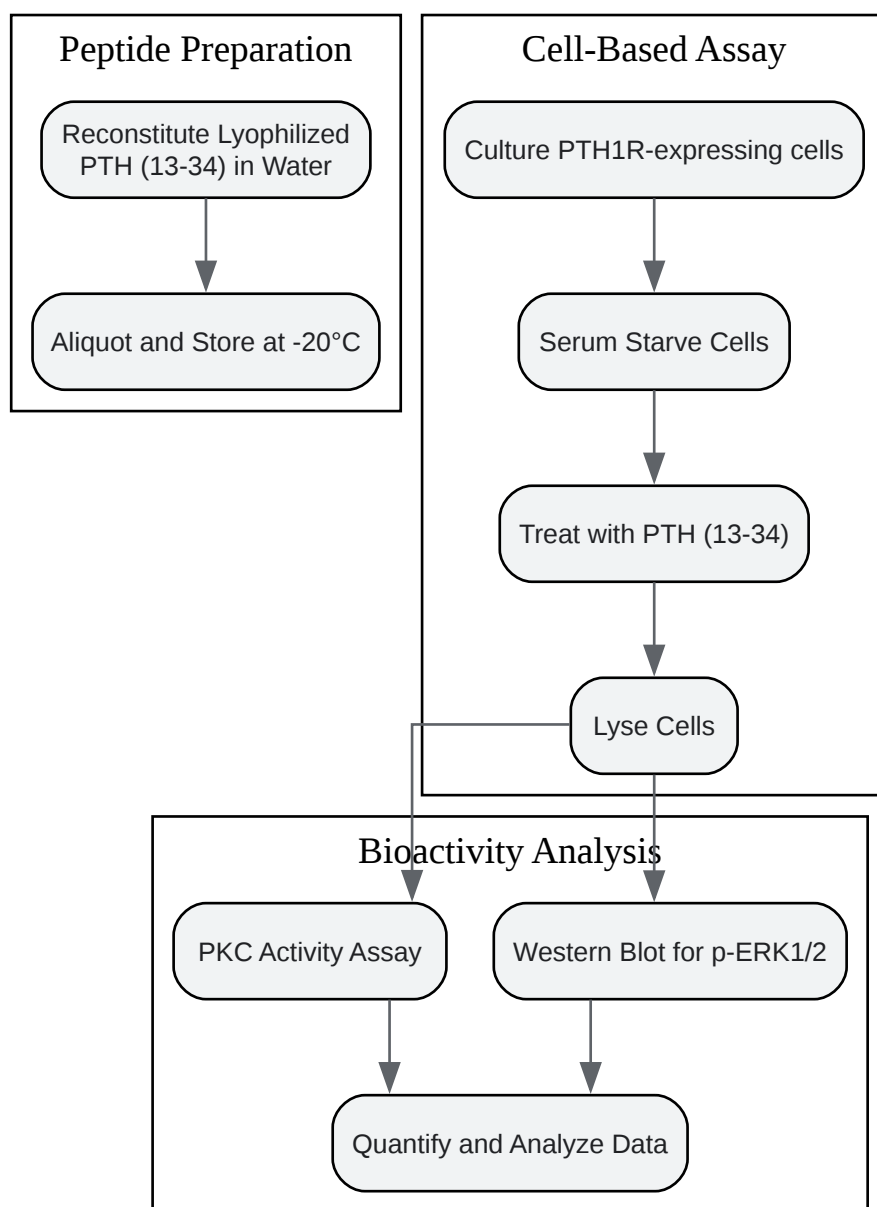 Peptide Preparation
Reconstitute Lyophilized
PTH (13-34) in Water
Aliquot and Store at -20°C
Cell-Based Assay
Culture PTH1R-expressing cells
Serum Starve Cells
Treat with PTH (13-34)
Lyse Cells
Bioactivity Analysis
PKC Activity Assay
Western Blot for p-ERK1/2
Quantify and Analyze Data